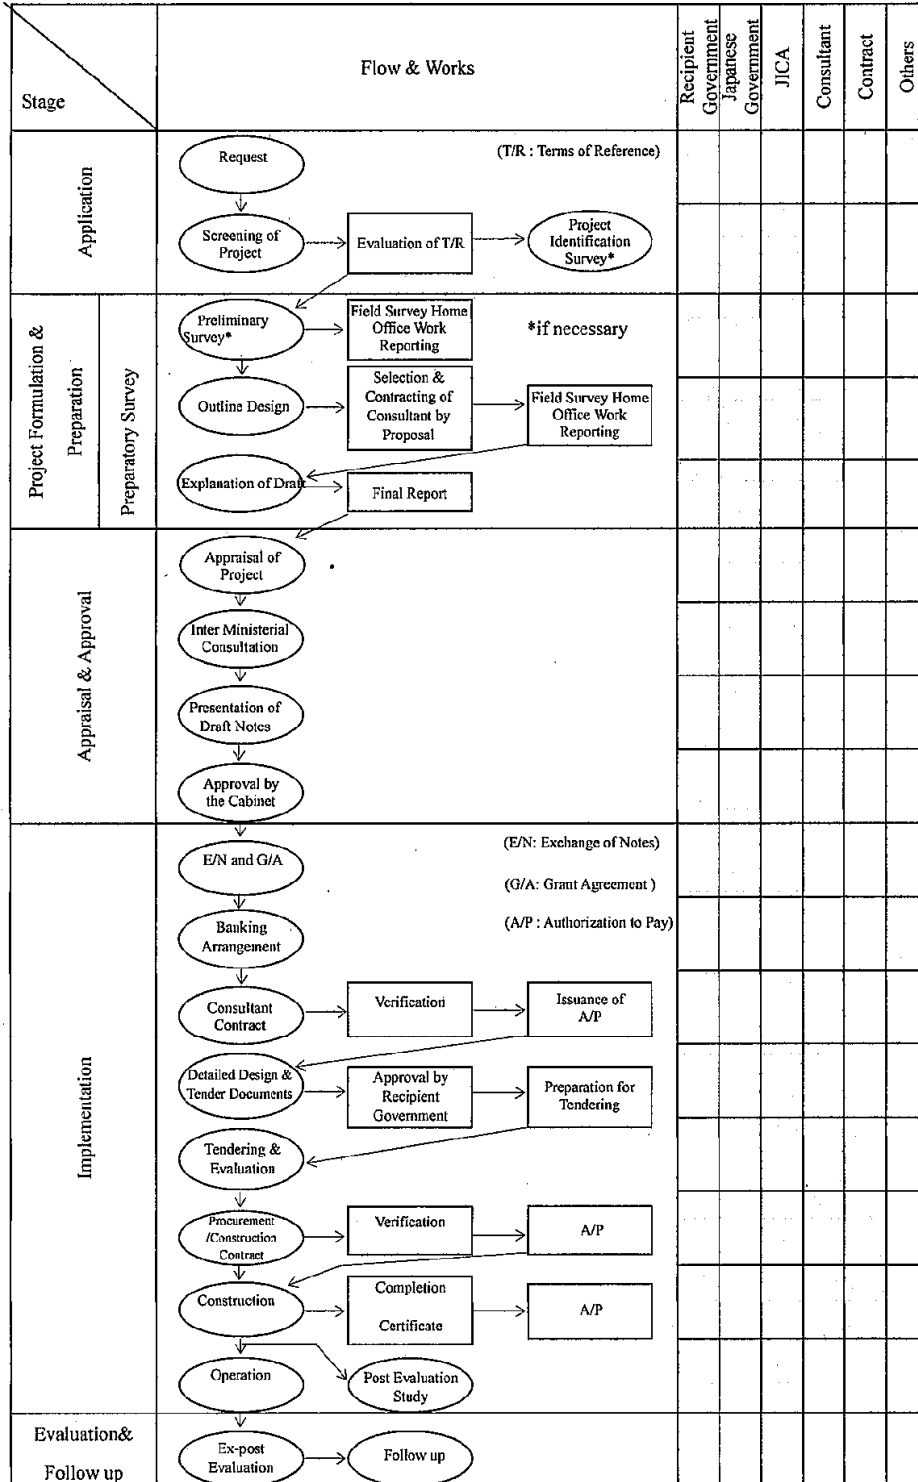 Stage
Flow & Works
Recipient
Government
Japanese
Government
JICA
Consultant
Contract
Others
Application
Request
(T/R : Terms of Reference)
Screening of
Project
Evaluation of T/R
Project
Identification
Survey*
Project Formulation &
Preparation
Preparatory Survey
Preliminary
Survey*
Field Survey Home
Office Work
Reporting
*if necessary
Outline Design
Selection &
Contracting of
Consultant by
Proposal
Field Survey Home
Office Work
Reporting
Explanation of Draft
Final Report
Appraisal & Approval
Appraisal of
Project
Inter Ministerial
Consultation
Presentation of
Draft Notes
Approval by
the Cabinet
Implementation
E/N and G/A
(E/N: Exchange of Notes)
(G/A: Grant Agreement )
(A/P : Authorization to Pay)
Banking
Arrangement
Consultant
Contract
Verification
Issuance of
A/P
Detailed Design &
Tender Documents
Approval by
Recipient
Government
Preparation for
Tendering
Tendering &
Evaluation
Procurement
/Construction
Contract
Verification
A/P
Construction
Completion
Certificate
A/P
Operation
Post Evaluation
Study
Evaluation&
Follow up
Ex-post
Evaluation
Follow up